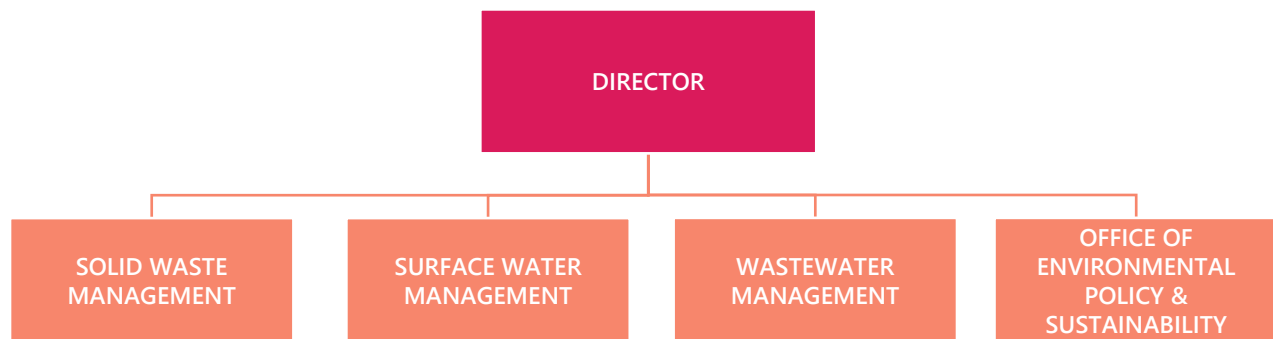 DIRECTOR
SOLID WASTE
MANAGEMENT
SURFACE WATER
MANAGEMENT
WASTEWATER
MANAGEMENT
OFFICE OF
ENVIRONMENTAL
POLICY &
SUSTAINABILITY